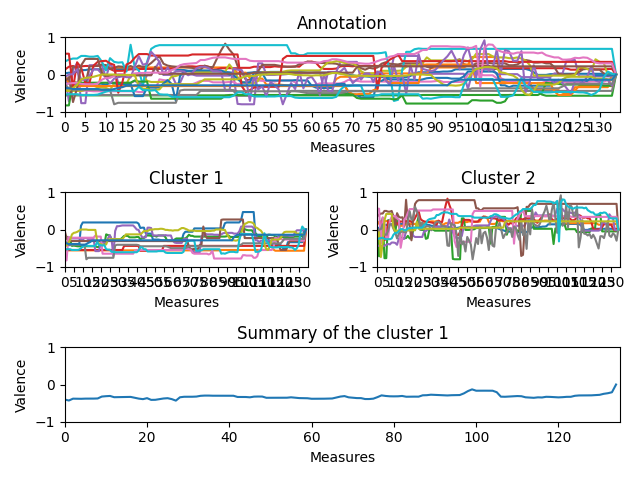 Annotation
Valence
1
0
−1
0 5 10 15 20 25 30 35 40 45 50 55 60 65 70 75 80 85 90 95 100 105 110 115 120 125 130
Measures
Cluster 1 Cluster 2
Valence Valence
1 1
0 0
−1 −1
Measures Measures
Summary of the cluster 1
Valence
1
0
−1
0 20 40 60 80 100 120
Measures